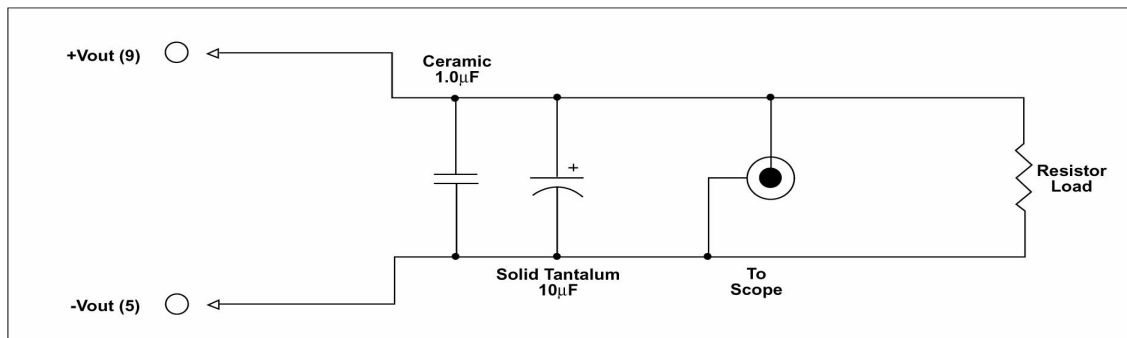 +Vout (9)
Ceramic
1.0μF
+
Resistor
Load
Solid Tantalum
10μF
To
Scope
-Vout (5)